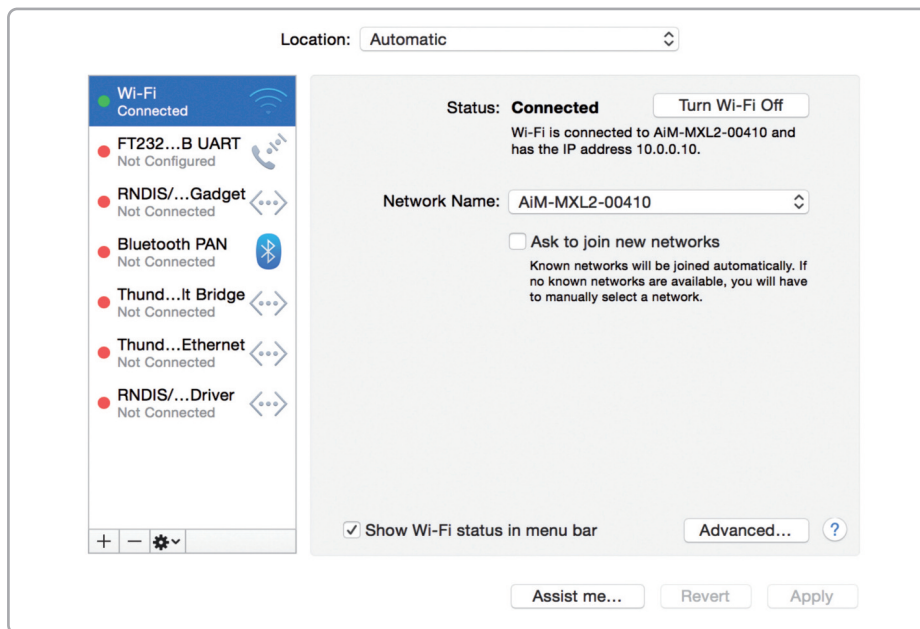 Location: Automatic
Wi-Fi
Connected
FT232...B UART
Not Configured
RNDIS/...Gadget
Not Connected
Bluetooth PAN
Not Connected
Thund...lt Bridge
Not Connected
Thund...Ethernet
Not Connected
RNDIS/...Driver
Not Connected
Status: Connected
Turn Wi-Fi Off
Wi-Fi is connected to AiM-MXL2-00410 and
has the IP address 10.0.0.10.
Network Name: AiM-MXL2-00410
Ask to join new networks
Known networks will be joined automatically. If
no known networks are available, you will have
to manually select a network.
Show Wi-Fi status in menu bar
Advanced...
?
Assist me...
Revert
Apply